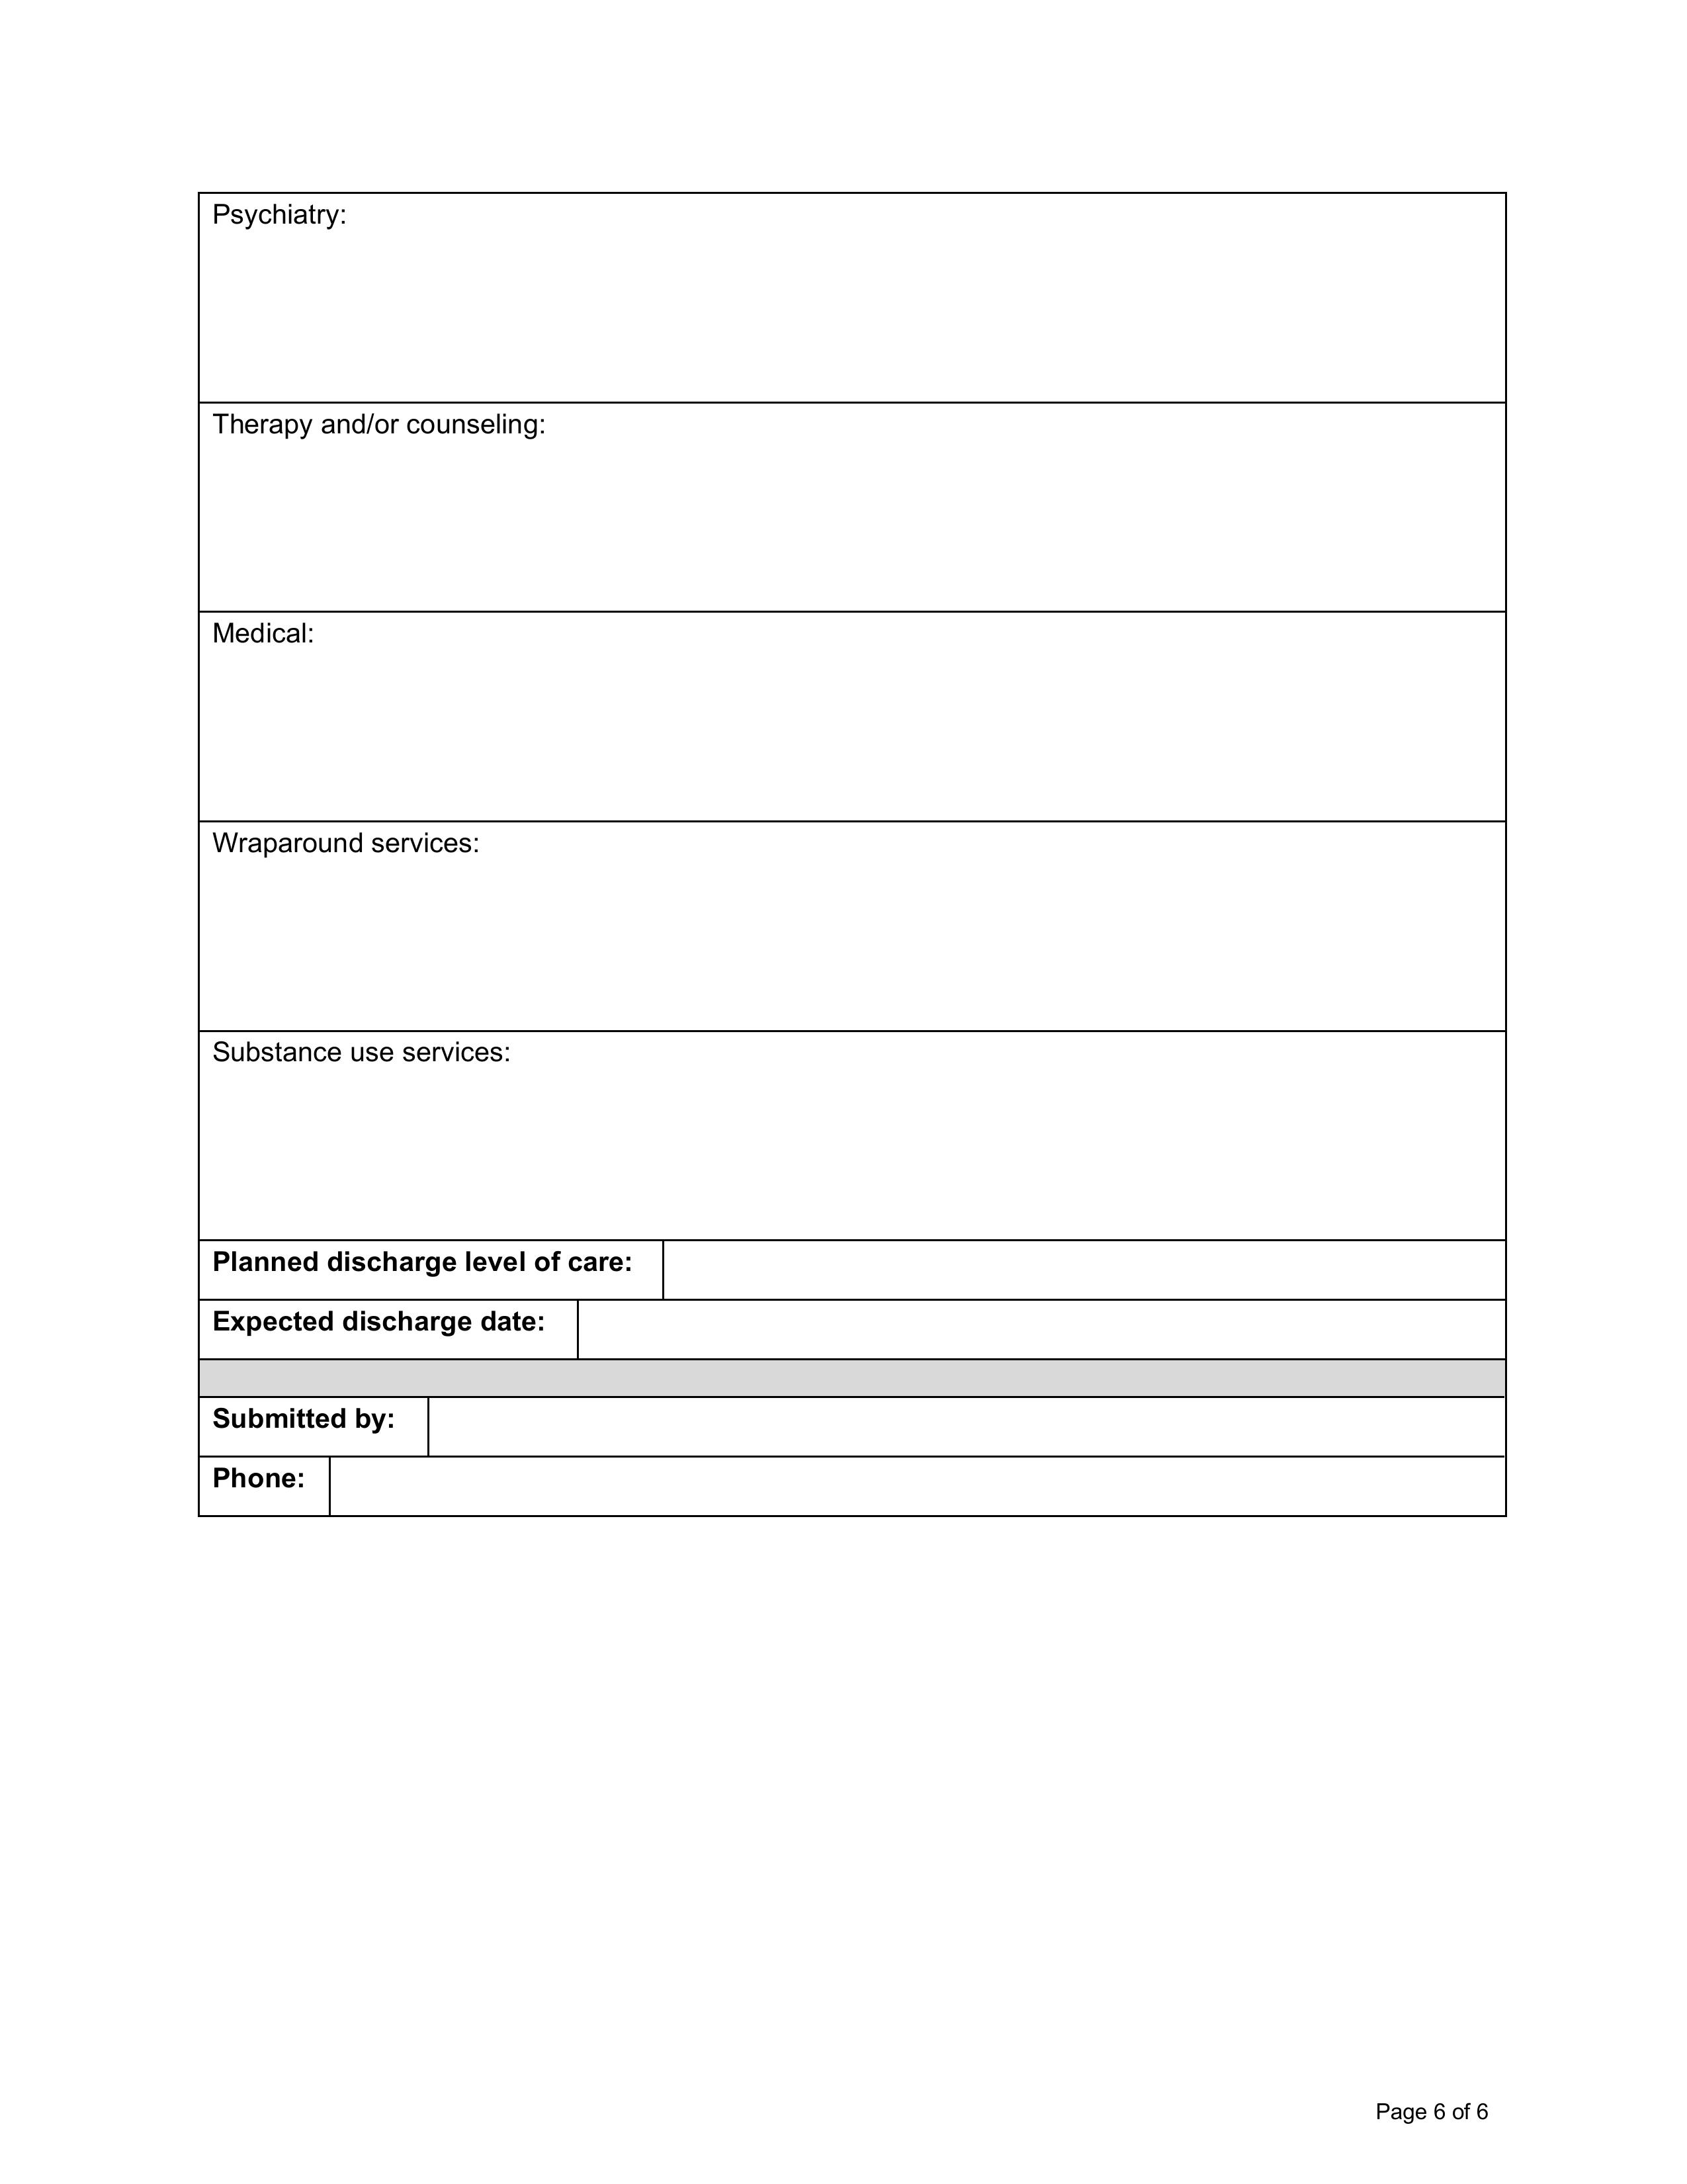 Psychiatry:
Therapy and/or counseling:
Medical:
Wraparound services:
Substance use services:
Planned discharge level of care:
Expected discharge date:
Submitted by:
Phone:
Page 6 of 6